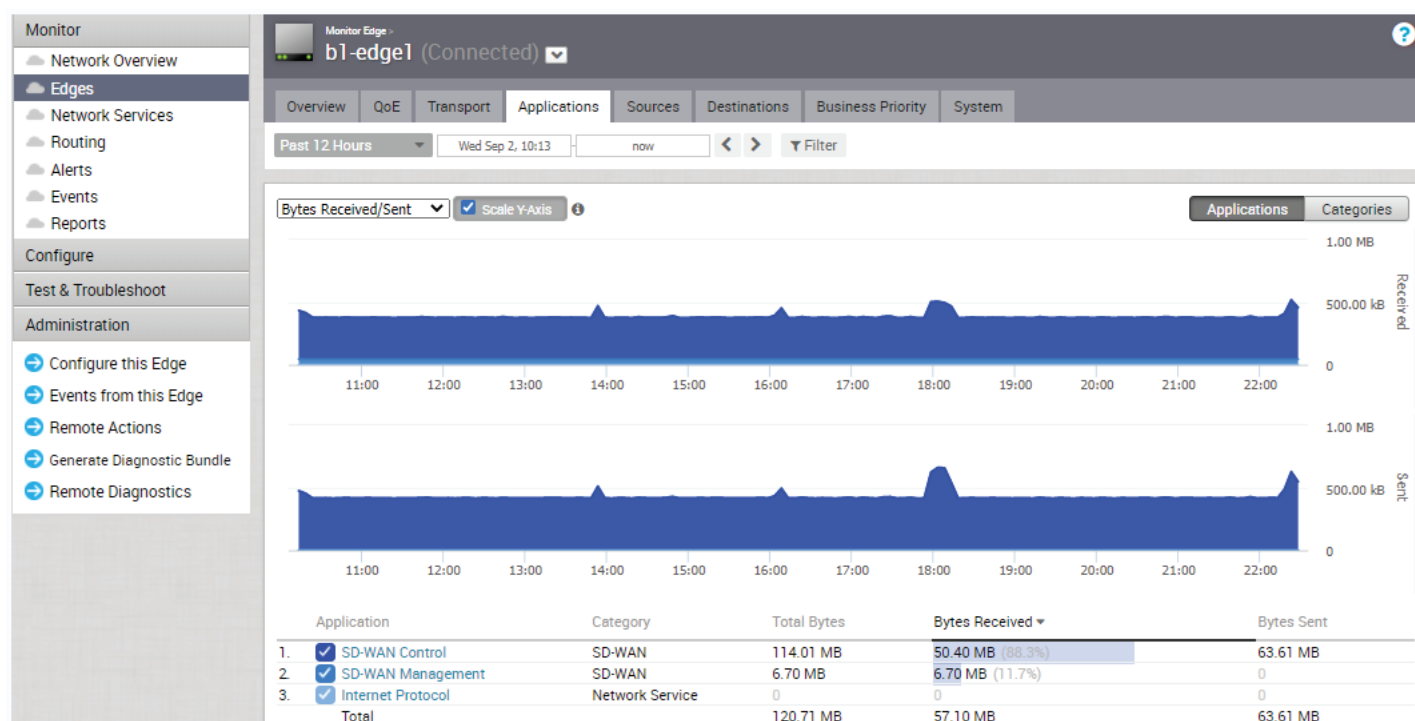 Monitor
Network Overview
Edges
Network Services
Routing
Alerts
Events
Reports
Configure
Test & Troubleshoot
Administration
Configure this Edge
Events from this Edge
Remote Actions
Generate Diagnostic Bundle
Remote Diagnostics
Monitor Edge >
b1-edge1 (Connected)
?
Overview QoE Transport Applications Sources Destinations Business Priority System
Past 12 Hours Wed Sep 2, 10:13 - now < > Filter
Bytes Received/Sent Scale Y-Axis i Applications Categories
1.00 MB
500.00 kB
0
Received
11:00 12:00 13:00 14:00 15:00 16:00 17:00 18:00 19:00 20:00 21:00 22:00
1.00 MB
500.00 kB
0
Sent
11:00 12:00 13:00 14:00 15:00 16:00 17:00 18:00 19:00 20:00 21:00 22:00
Application Category Total Bytes Bytes Received Bytes Sent
1. SD-WAN Control SD-WAN 114.01 MB 50.40 MB (88.3%) 63.61 MB
2. SD-WAN Management SD-WAN 6.70 MB 6.70 MB (11.7%) 0
3. Internet Protocol Network Service 0 0 0
Total 120.71 MB 57.10 MB 63.61 MB